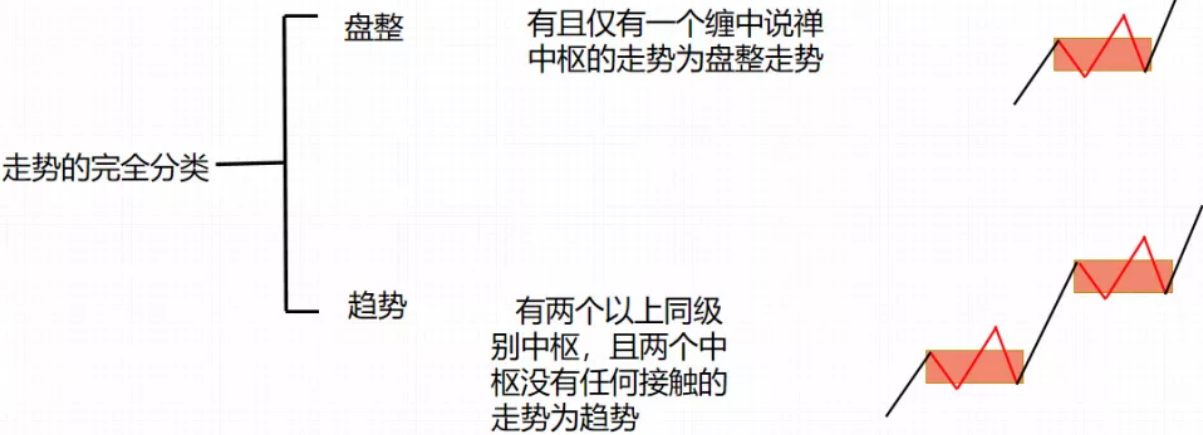 盘整
有且仅有一个缠中说禅
中枢的走势为盘整走势
走势的完全分类
趋势
有两个以上同级
别中枢，且两个中
枢没有任何接触的
走势为趋势